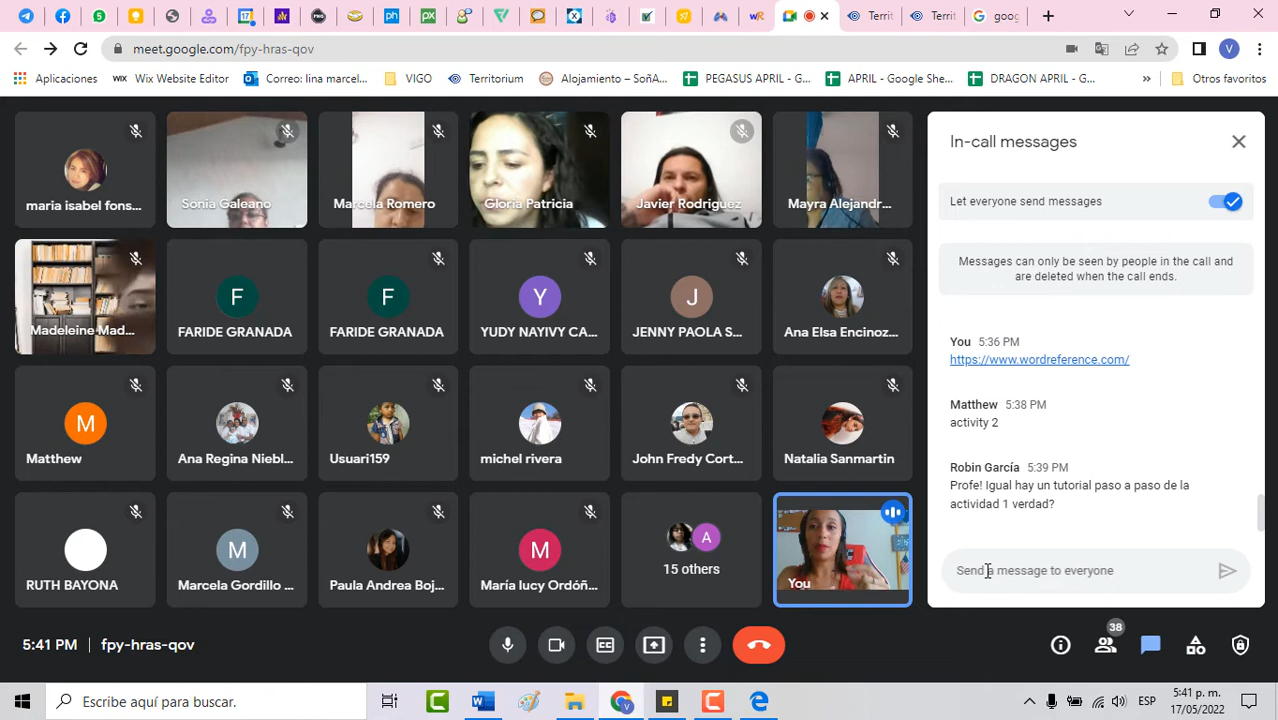 meet.google.com/fpy-hras-qov
V
Aplicaciones
WIX Wix Website Editor
Correo: lina marcel...
VIGO
Territorium
Alojamiento – SoñA...
PEGASUS APRIL - G...
APRIL - Google She...
DRAGON APRIL - G...
»
Otros favoritos
Territ
Territ
goog
maria isabel fons...
Sonia Galeano
Marcela Romero
Gloria Patricia
Javier Rodriguez
Mayra Alejandr...
Madeleine Mad...
F
FARIDE GRANADA
F
FARIDE GRANADA
Y
YUDY NAYIVY CA...
J
JENNY PAOLA S...
Ana Elsa Encinoz...
M
Matthew
Ana Regina Niebl...
Usuari159
michel rivera
John Fredy Cort...
Natalia Sanmartin
RUTH BAYONA
M
Marcela Gordillo ...
Paula Andrea Boj...
M
María lucy Ordóñ...
A
15 others
You
In-call messages
Let everyone send messages
Messages can only be seen by people in the call and
are deleted when the call ends.
You 5:36 PM
https://www.wordreference.com/
Matthew 5:38 PM
activity 2
Robin García 5:39 PM
Profe! Igual hay un tutorial paso a paso de la
actividad 1 verdad?
Send a message to everyone
5:41 PM | fpy-hras-qov
38
Escribe aquí para buscar.
ESP
5:41 p. m.
17/05/2022